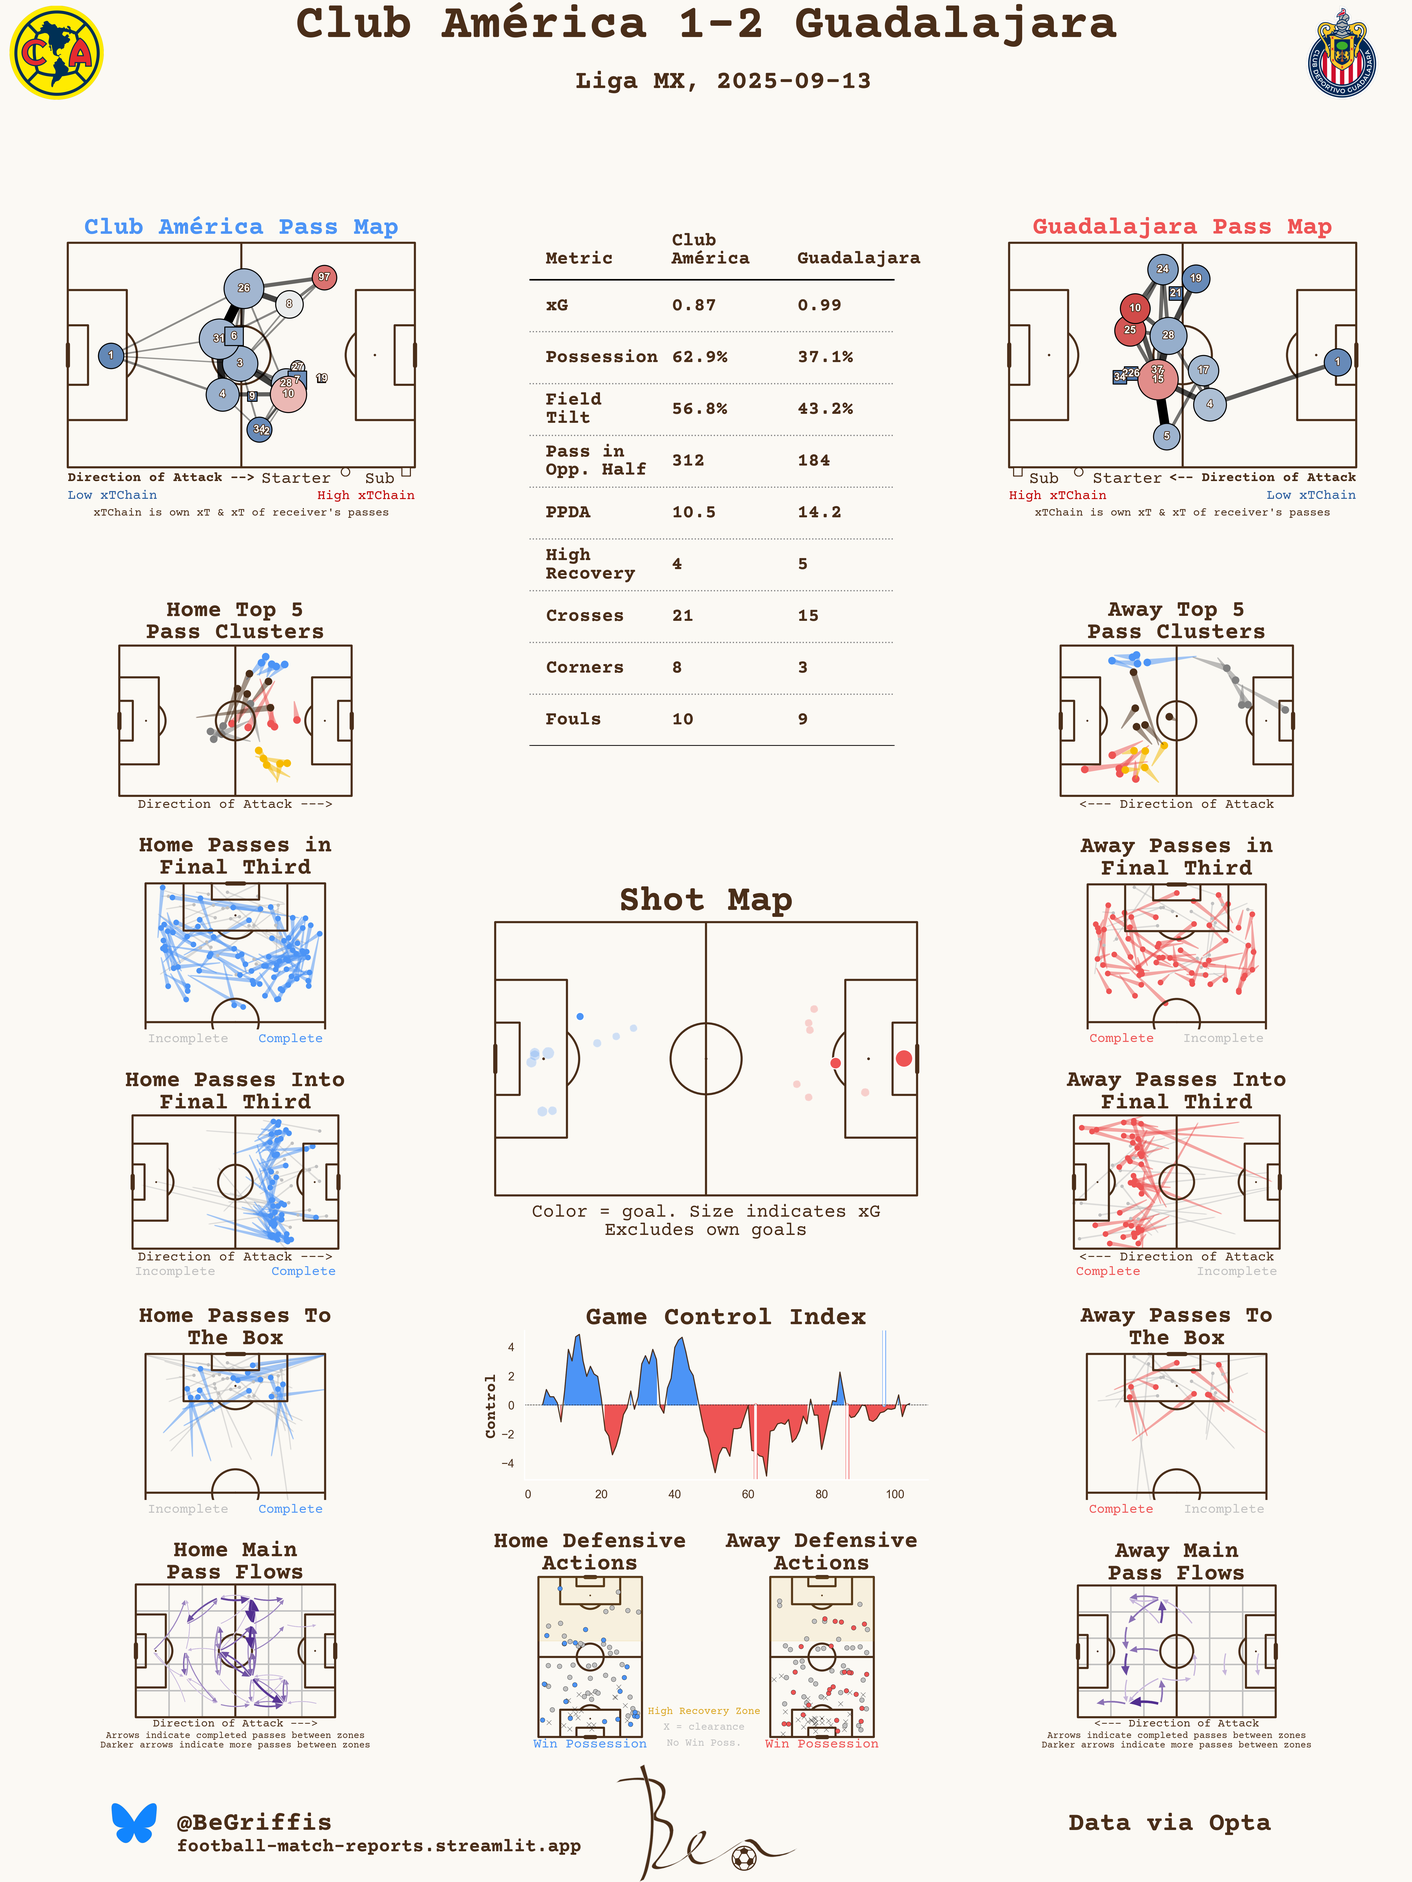 Club América 1-2 Guadalajara
Liga MX, 2025-09-13
CA
CLUB DEPORTIVO GUADALAJARA
Club América Pass Map
26
97
8
31
6
1
3
27
7
19
28
10
4
9
34
Direction of Attack --> Starter Sub
Low xTChain High xTChain
xTChain is own xT & xT of receiver's passes
Metric Club América Guadalajara
xG 0.87 0.99
Possession 62.9% 37.1%
Field Tilt 56.8% 43.2%
Pass in Opp. Half 312 184
PPDA 10.5 14.2
High Recovery 4 5
Crosses 21 15
Corners 8 3
Fouls 10 9
Guadalajara Pass Map
24
19
21
10
25
28
1
17
37
15
34
4
5
Sub Starter <-- Direction of Attack
High xTChain Low xTChain
xTChain is own xT & xT of receiver's passes
Home Top 5
Pass Clusters
Direction of Attack --->
Away Top 5
Pass Clusters
<--- Direction of Attack
Home Passes in
Final Third
Incomplete Complete
Away Passes in
Final Third
Complete Incomplete
Shot Map
Color = goal. Size indicates xG
Excludes own goals
Home Passes Into
Final Third
Direction of Attack --->
Incomplete Complete
Away Passes Into
Final Third
<--- Direction of Attack
Complete Incomplete
Home Passes To
The Box
Incomplete Complete
Game Control Index
Control
4
2
0
−2
−4
0 20 40 60 80 100
Away Passes To
The Box
Complete Incomplete
Home Main
Pass Flows
Direction of Attack --->
Arrows indicate completed passes between zones
Darker arrows indicate more passes between zones
Home Defensive
Actions
Win Possession
High Recovery Zone
X = clearance
No Win Poss.
Away Defensive
Actions
Win Possession
Away Main
Pass Flows
<--- Direction of Attack
Arrows indicate completed passes between zones
Darker arrows indicate more passes between zones
@BeGriffis
football-match-reports.streamlit.app
Ben
Data via Opta